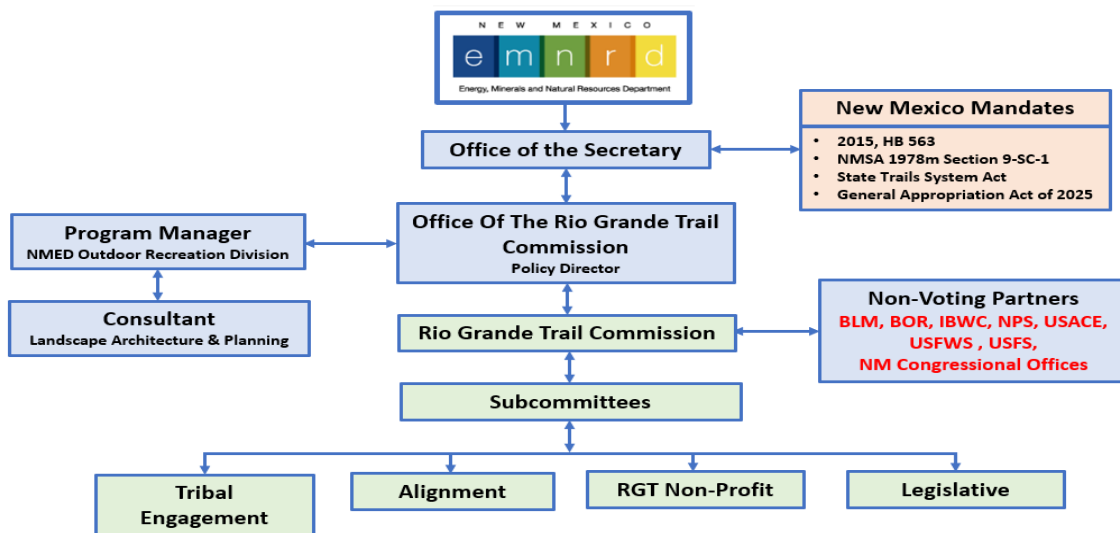 NEW MEXICO
emnrd
Energy, Minerals and Natural Resources Department
Office of the Secretary
New Mexico Mandates
• 2015, HB 563
• NMSA 1978m Section 9-SC-1
• State Trails System Act
• General Appropriation Act of 2025
Program Manager
NMED Outdoor Recreation Division
Office Of The Rio Grande Trail
Commission
Policy Director
Consultant
Landscape Architecture & Planning
Rio Grande Trail Commission
Non-Voting Partners
BLM, BOR, IBWC, NPS, USACE,
USFWS , USFS,
NM Congressional Offices
Subcommittees
Tribal
Engagement
Alignment
RGT Non-Profit
Legislative